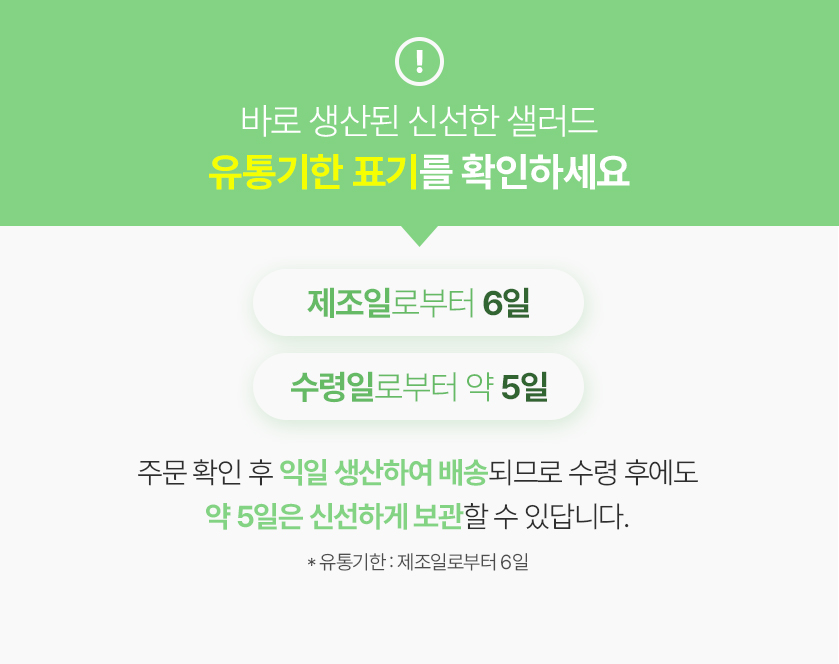 바로 생산된 신선한 샐러드
유통기한 표기를 확인하세요
제조일로부터 6일
수령일로부터 약 5일
주문 확인 후 익일 생산하여 배송되므로 수령 후에도
약 5일은 신선하게 보관할 수 있답니다.
* 유통기한 : 제조일로부터 6일